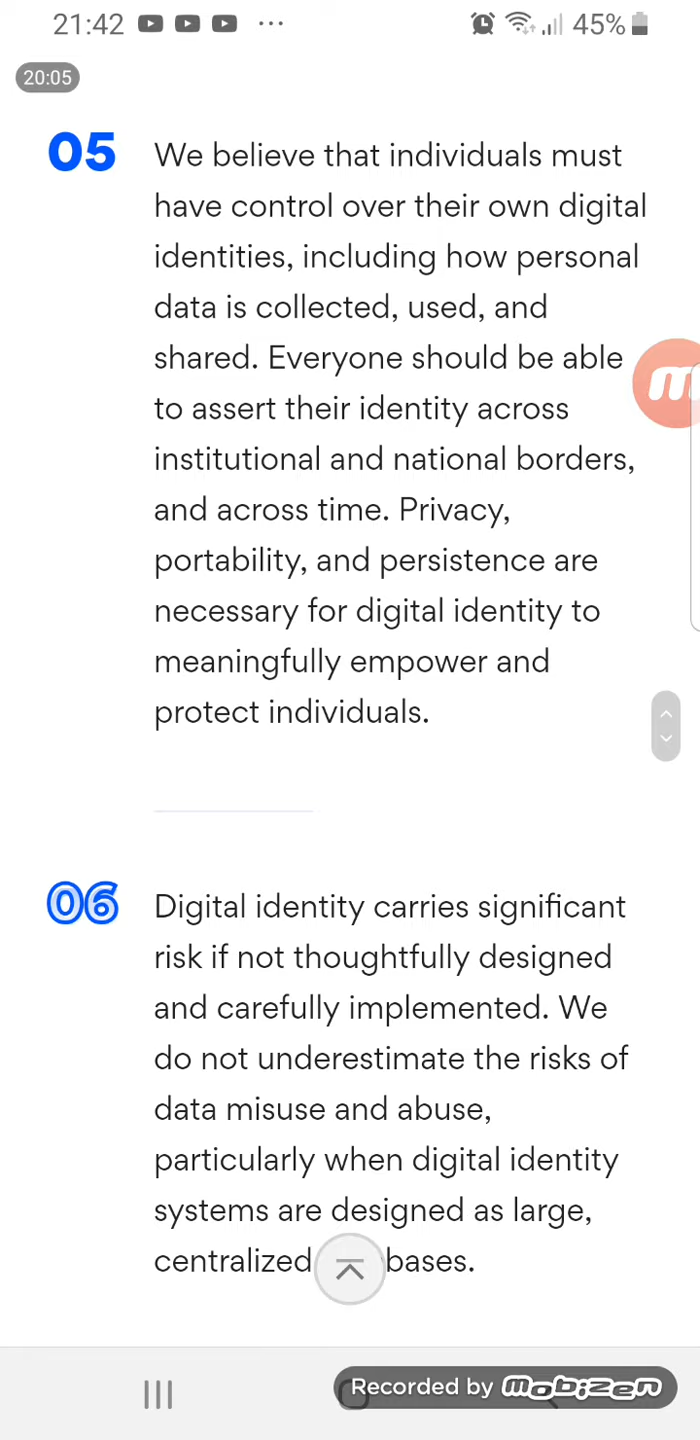 21:42 ... 45%
20:05
05
We believe that individuals must
have control over their own digital
identities, including how personal
data is collected, used, and
shared. Everyone should be able
to assert their identity across
institutional and national borders,
and across time. Privacy,
portability, and persistence are
necessary for digital identity to
meaningfully empower and
protect individuals.
06
Digital identity carries significant
risk if not thoughtfully designed
and carefully implemented. We
do not underestimate the risks of
data misuse and abuse,
particularly when digital identity
systems are designed as large,
centralized bases.
Recorded by mobizen